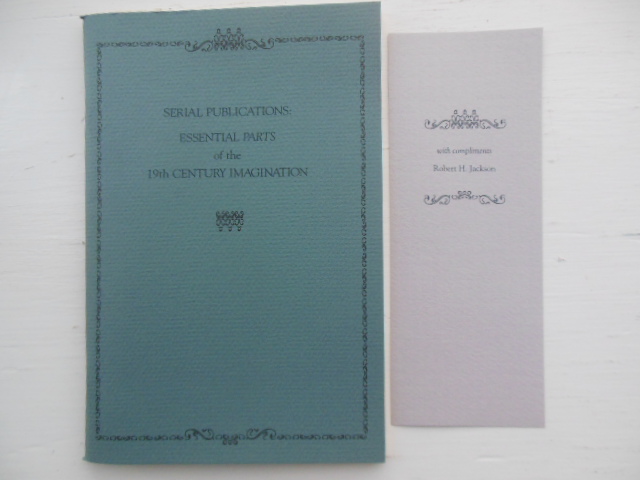 SERIAL PUBLICATIONS:
ESSENTIAL PARTS
of the
19th CENTURY IMAGINATION
with compliments
Robert H. Jackson